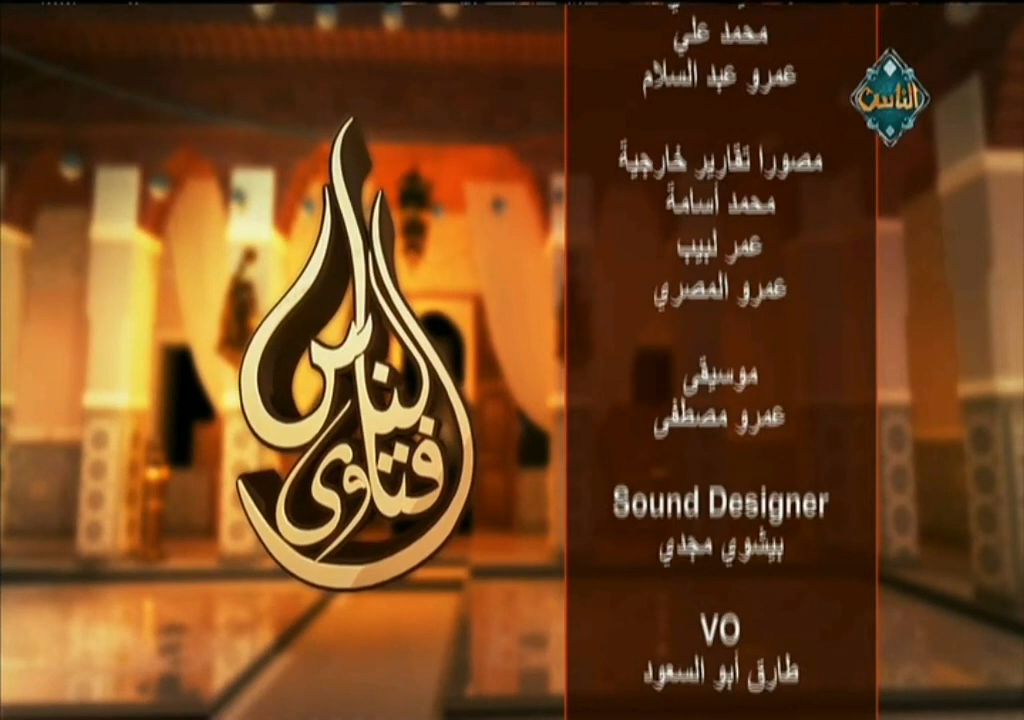 محمد علي
عمرو عبد السلام
الناس
مصورا تقارير خارجية
محمد أسامة
عمر لبيب
عمرو المصري
موسيقى
عمرو مصطفى
Sound Designer
بيشوي مجدي
VO
طارق أبو السعود
فتاوى
الناس